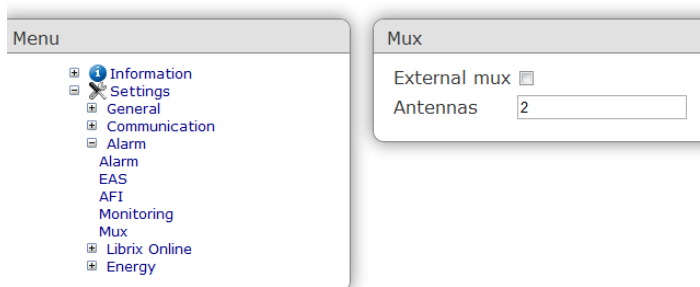 Menu
Information
Settings
General
Communication
Alarm
Alarm
EAS
AFI
Monitoring
Mux
Librix Online
Energy
Mux
External mux
Antennas 2